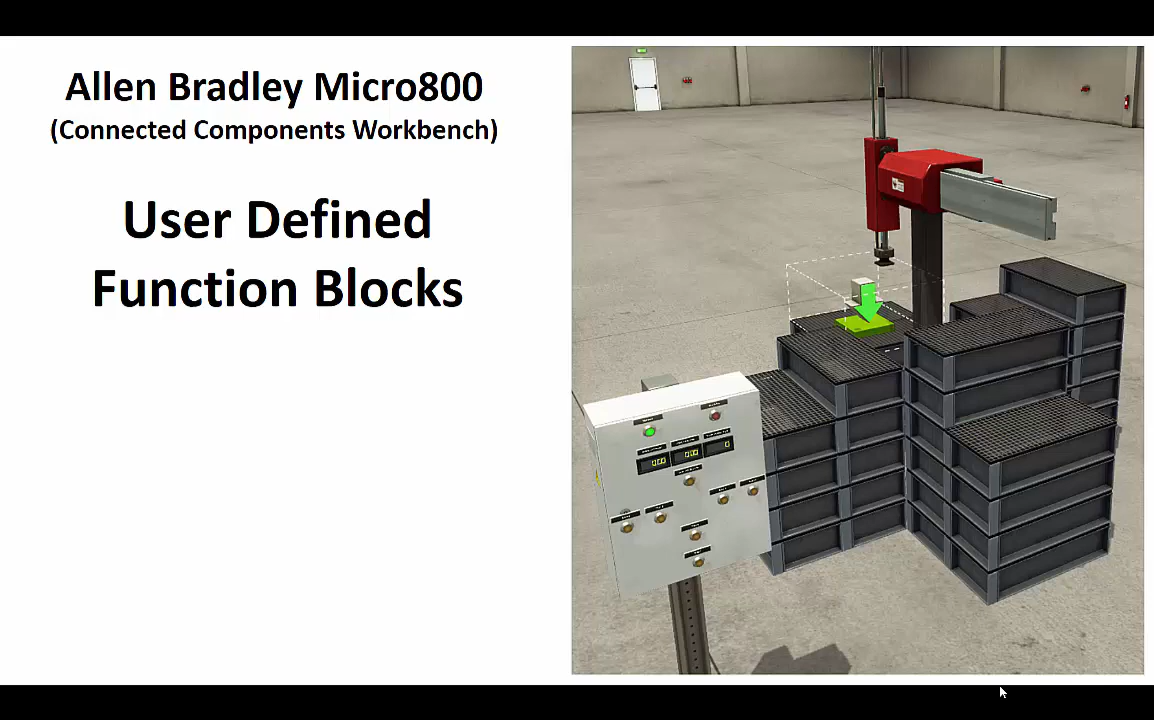 Allen Bradley Micro800
(Connected Components Workbench)
User Defined
Function Blocks